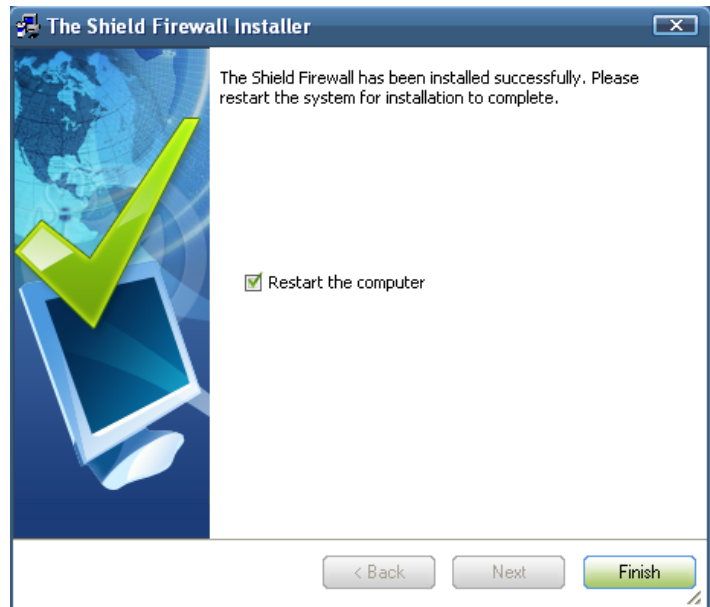 The Shield Firewall Installer
The Shield Firewall has been installed successfully. Please
restart the system for installation to complete.
Restart the computer
< Back
Next
Finish